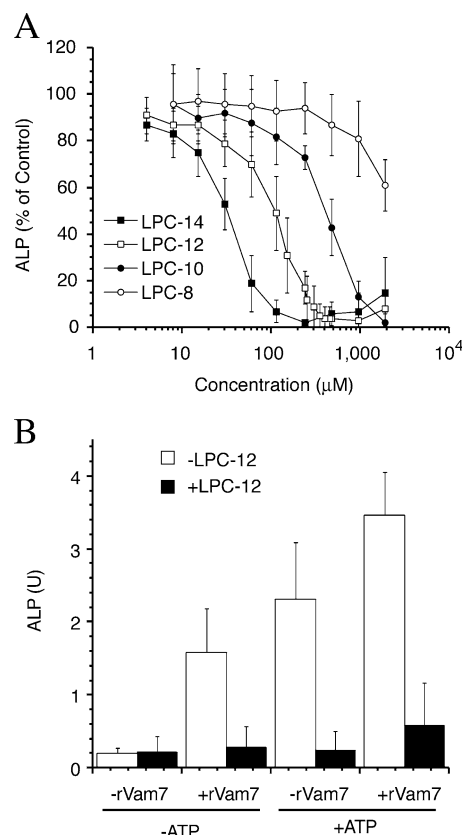 A
120
100
80
60
40
20
0
ALP (% of Control)
LPC-14
LPC-12
LPC-10
LPC-8
1 10 100 1,000 10⁴
Concentration (µM)
B
-LPC-12
+LPC-12
4
3
2
1
0
ALP (U)
-rVam7 +rVam7 -rVam7 +rVam7
-ATP +ATP